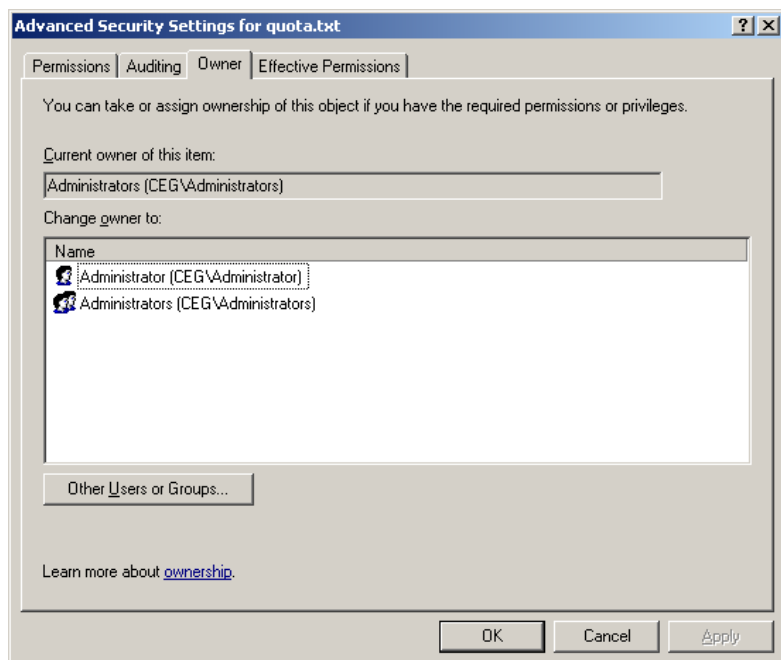 Advanced Security Settings for quota.txt
Permissions Auditing Owner Effective Permissions
You can take or assign ownership of this object if you have the required permissions or privileges.
Current owner of this item:
Administrators (CEG\Administrators)
Change owner to:
Name
Administrator (CEG\Administrator)
Administrators (CEG\Administrators)
Other Users or Groups...
Learn more about ownership.
OK Cancel Apply